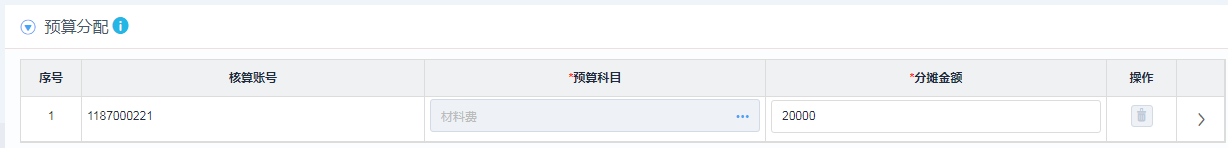 预算分配
序号 核算账号 *预算科目 *分摊金额 操作
1 1187000221 材料费 20000